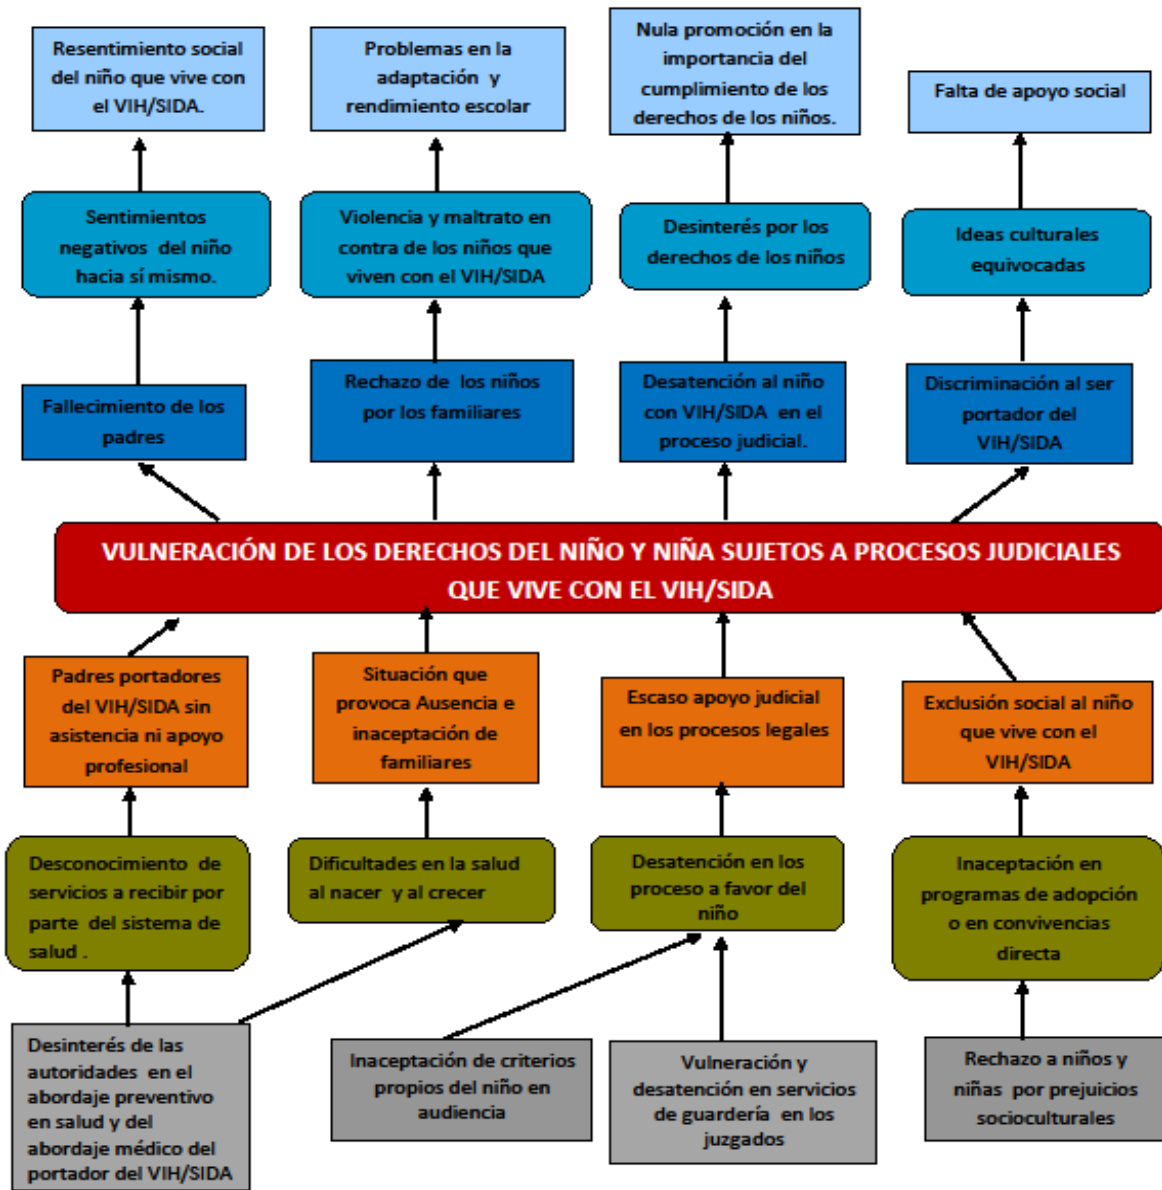 Resentimiento social
del niño que vive con
el VIH/SIDA.
Problemas en la
adaptación y
rendimiento escolar
Nula promoción en la
importancia del
cumplimiento de los
derechos de los niños.
Falta de apoyo social
Sentimientos
negativos del niño
hacia sí mismo.
Violencia y maltrato en
contra de los niños que
viven con el VIH/SIDA
Desinterés por los
derechos de los niños
Ideas culturales
equivocadas
Fallecimiento de los
padres
Rechazo de los niños
por los familiares
Desatención al niño
con VIH/SIDA en el
proceso judicial.
Discriminación al ser
portador del
VIH/SIDA
VULNERACIÓN DE LOS DERECHOS DEL NIÑO Y NIÑA SUJETOS A PROCESOS JUDICIALES
QUE VIVE CON EL VIH/SIDA
Padres portadores
del VIH/SIDA sin
asistencia ni apoyo
profesional
Situación que
provoca Ausencia e
inaceptación de
familiares
Escaso apoyo judicial
en los procesos legales
Exclusión social al niño
que vive con el
VIH/SIDA
Desconocimiento de
servicios a recibir por
parte del sistema de
salud .
Dificultades en la salud
al nacer y al crecer
Desatención en los
proceso a favor del
niño
Inaceptación en
programas de adopción
o en convivencias
directa
Desinterés de las
autoridades en el
abordaje preventivo
en salud y del
abordaje médico del
portador del VIH/SIDA
Inaceptación de criterios
propios del niño en
audiencia
Vulneración y
desatención en servicios
de guardería en los
juzgados
Rechazo a niños y
niñas por prejuicios
socioculturales